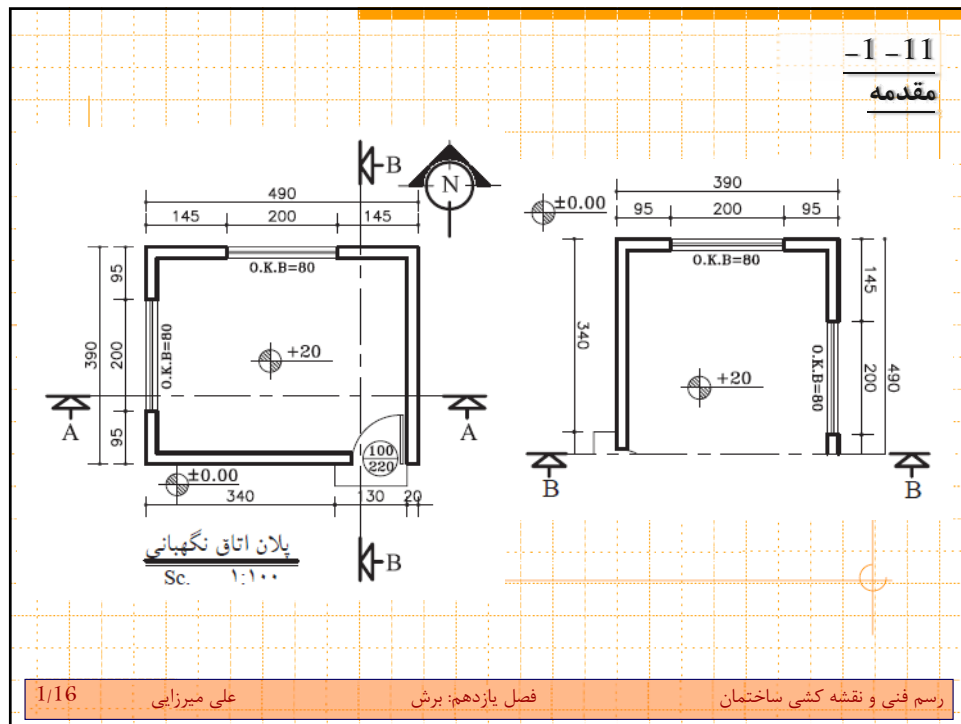 -1 -11-
مقدمه
B
N
490
145 200 145
O.K.B=80
95
200
95
390
O.K.B=80
+20
A
A
100
220
±0.00
340 130 20
B
پلان اتاق نگهبانی
Sc. ۱:۱۰۰
±0.00
390
95 200 95
O.K.B=80
340
145
200
490
O.K.B=80
+20
B
B
رسم فنی و نقشه کشی ساختمان فصل یازدهم: برش علی میرزایی 1/16